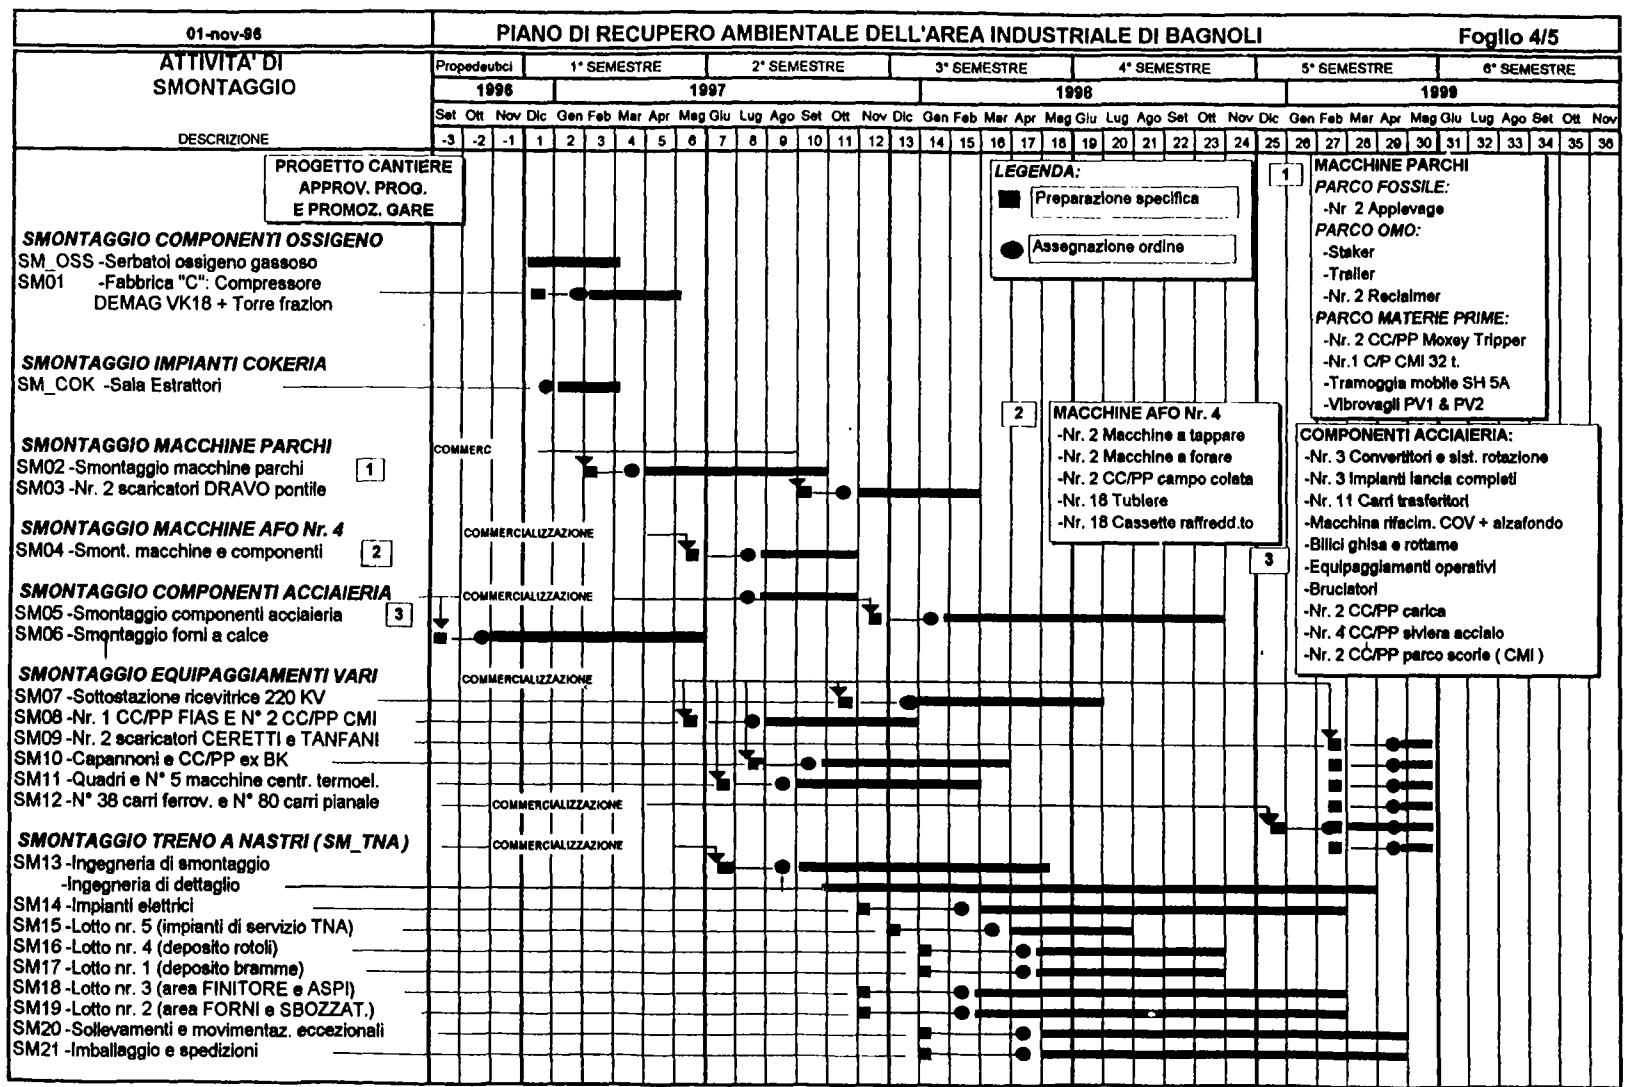 01-nov-96
PIANO DI RECUPERO AMBIENTALE DELL'AREA INDUSTRIALE DI BAGNOLI
Foglio 4/5
ATTIVITA' DI
SMONTAGGIO
DESCRIZIONE
Propedeutici 1° SEMESTRE 2° SEMESTRE 3° SEMESTRE 4° SEMESTRE 5° SEMESTRE 6° SEMESTRE
1996 1997 1998 1999
Set Ott Nov Dic Gen Feb Mar Apr Mag Giu Lug Ago Set Ott Nov Dic Gen Feb Mar Apr Mag Giu Lug Ago Set Ott Nov Dic Gen Feb Mar Apr Mag Giu Lug Ago Set Ott Nov
-3 -2 -1 1 2 3 4 5 6 7 8 9 10 11 12 13 14 15 16 17 18 19 20 21 22 23 24 25 26 27 28 29 30 31 32 33 34 35 36
PROGETTO CANTIERE
APPROV. PROG.
E PROMOZ. GARE
LEGENDA:
Preparazione specifica
Assegnazione ordine
1
MACCHINE PARCHI
PARCO FOSSILE:
-Nr 2 Applevage
PARCO OMO:
-Staker
-Trailer
-Nr. 2 Reclaimer
PARCO MATERIE PRIME:
-Nr. 2 CC/PP Moxey Tripper
-Nr.1 C/P CMI 32 t.
-Tramoggia mobile SH 5A
-Vibrovagli PV1 & PV2
2
MACCHINE AFO Nr. 4
-Nr. 2 Macchine a tappare
-Nr. 2 Macchine a forare
-Nr. 2 CC/PP campo colata
-Nr. 18 Tubiere
-Nr. 18 Cassette raffredd.to
3
COMPONENTI ACCIAIERIA:
-Nr. 3 Convertitori e sist. rotazione
-Nr. 3 Impianti lancia completi
-Nr. 11 Carri trasferitori
-Macchina rifacim. COV + alzafondo
-Bilici ghisa e rottame
-Equipaggiamenti operativi
-Bruciatori
-Nr. 2 CC/PP carica
-Nr. 4 CC/PP siviera acciaio
-Nr. 2 CC/PP parco scorie ( CMI )
SMONTAGGIO COMPONENTI OSSIGENO
SM_OSS -Serbatoi ossigeno gassoso
SM01 -Fabbrica "C": Compressore
DEMAG VK18 + Torre frazion
SMONTAGGIO IMPIANTI COKERIA
SM_COK -Sala Estrattori
SMONTAGGIO MACCHINE PARCHI
COMMERC
SM02 -Smontaggio macchine parchi 1
SM03 -Nr. 2 scaricatori DRAVO pontile
SMONTAGGIO MACCHINE AFO Nr. 4
COMMERCIALIZZAZIONE
SM04 -Smont. macchine e componenti 2
SMONTAGGIO COMPONENTI ACCIAIERIA
COMMERCIALIZZAZIONE
SM05 -Smontaggio componenti acciaieria 3
SM06 -Smontaggio forni a calce
SMONTAGGIO EQUIPAGGIAMENTI VARI
COMMERCIALIZZAZIONE
SM07 -Sottostazione ricevitrice 220 KV
SM08 -Nr. 1 CC/PP FIAS E N° 2 CC/PP CMI
SM09 -Nr. 2 scaricatori CERETTI e TANFANI
SM10 -Capannoni e CC/PP ex BK
SM11 -Quadri e N° 5 macchine centr. termoel.
SM12 -N° 38 carri ferrov. e N° 80 carri pianale
COMMERCIALIZZAZIONE
SMONTAGGIO TRENO A NASTRI ( SM_TNA )
COMMERCIALIZZAZIONE
SM13 -Ingegneria di smontaggio
-Ingegneria di dettaglio
SM14 -Impianti elettrici
SM15 -Lotto nr. 5 (impianti di servizio TNA)
SM16 -Lotto nr. 4 (deposito rotoli)
SM17 -Lotto nr. 1 (deposito bramme)
SM18 -Lotto nr. 3 (area FINITORE e ASPI)
SM19 -Lotto nr. 2 (area FORNI e SBOZZAT.)
SM20 -Sollevamenti e movimentaz. eccezionali
SM21 -Imballaggio e spedizioni